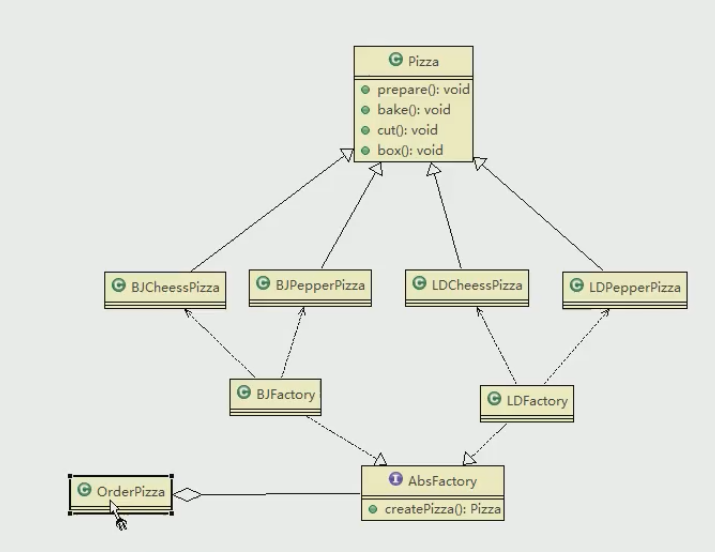 Pizza
prepare(): void
bake(): void
cut(): void
box(): void
BJCheessPizza
BJPepperPizza
LDCheessPizza
LDPepperPizza
BJFactory
LDFactory
OrderPizza
AbsFactory
createPizza(): Pizza